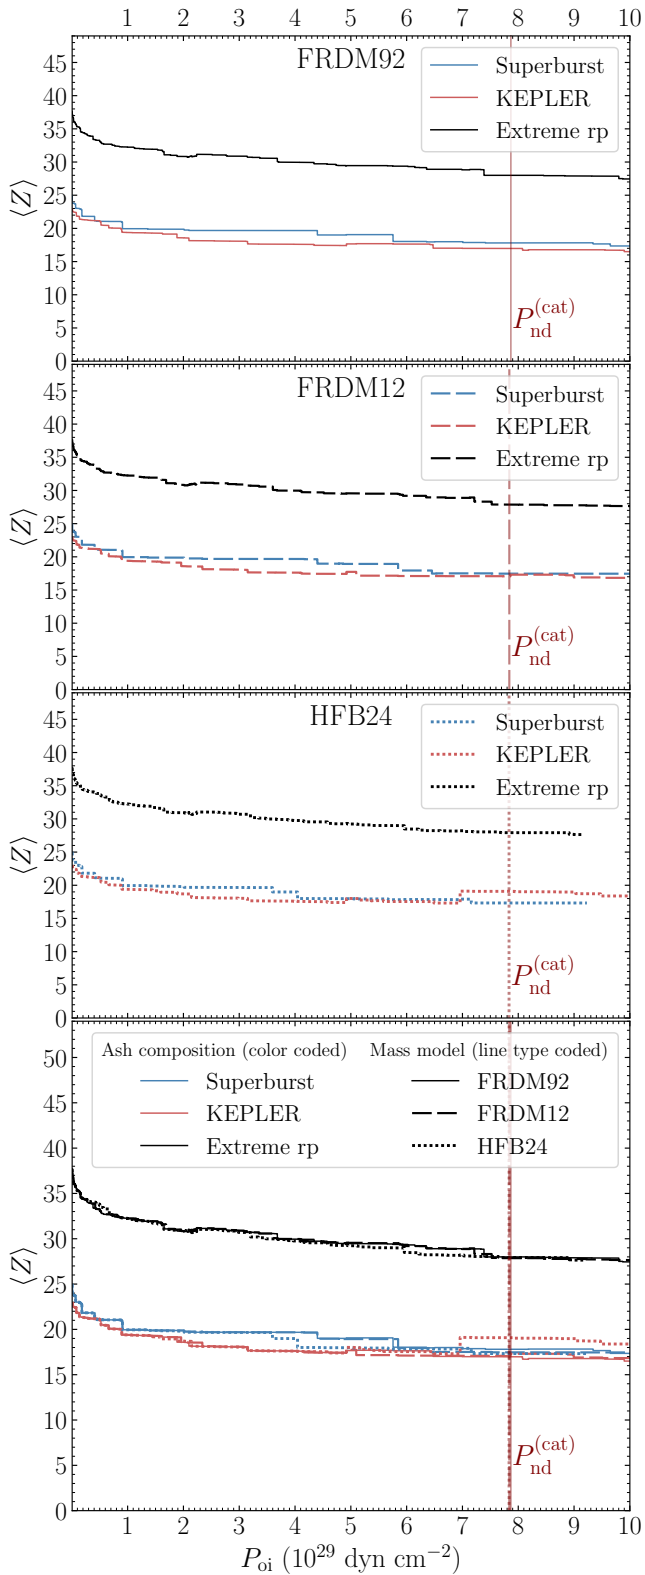 1 2 3 4 5 6 7 8 9 10
FRDM92
Superburst
KEPLER
Extreme rp
45
40
35
30
25
20
15
10
5
0
⟨Z⟩
P_nd^(cat)
FRDM12
Superburst
KEPLER
Extreme rp
45
40
35
30
25
20
15
10
5
0
⟨Z⟩
P_nd^(cat)
HFB24
Superburst
KEPLER
Extreme rp
45
40
35
30
25
20
15
10
5
0
⟨Z⟩
P_nd^(cat)
Ash composition (color coded) Mass model (line type coded)
Superburst FRDM92
KEPLER FRDM12
Extreme rp HFB24
50
45
40
35
30
25
20
15
10
5
0
⟨Z⟩
P_nd^(cat)
1 2 3 4 5 6 7 8 9 10
P_oi (10^29 dyn cm^−2)